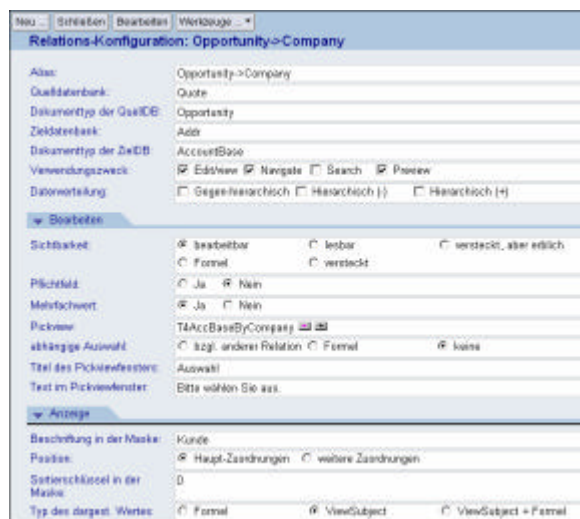 Neu ... Schließen Bearbeiten Werkzeuge ...
Relations-Konfiguration: Opportunity->Company
Alias: Opportunity->Company
Quelldatenbank: Quote
Dokumenttyp der QuellDB: Opportunity
Zieldatenbank: Addr
Dokumenttyp der ZielDB: AccountBase
Verwendungszweck: Edit/view Navigate Search Preview
Datenverteilung: Gegen-hierarchisch Hierarchisch (-) Hierarchisch (+)
Bearbeiten
Sichtbarkeit: bearbeitbar lesbar versteckt, aber erblich
Formel versteckt
Pflichtfeld: Ja Nein
Mehrfachwert: Ja Nein
Pickview: T4AccBaseByCompany
abhängige Auswahl: bzgl. anderer Relation Formel keine
Titel des Pickviewfensters: Auswahl
Text im Pickviewfenster: Bitte wählen Sie aus.
Anzeige
Beschriftung in der Maske: Kunde
Position: Haupt-Zuordnungen weitere Zuordnungen
Sortierschlüssel in der 0
Maske:
Typ des dargest. Wertes: Formel ViewSubject ViewSubject + Formel